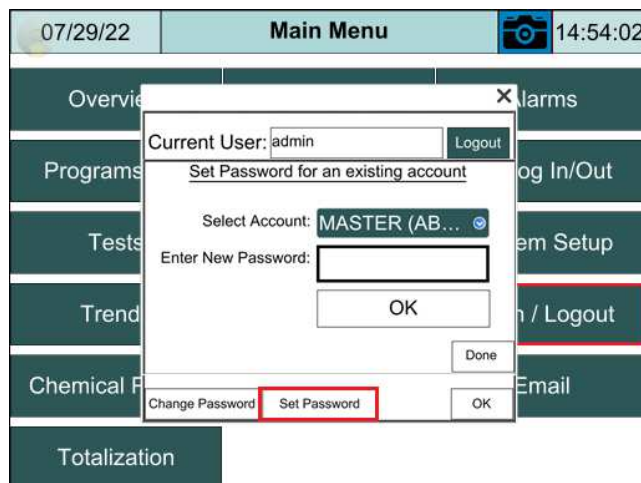 07/29/22 Main Menu 14:54:02
Overvie larms
Current User: admin Logout
Programs Set Password for an existing account og In/Out
Select Account: MASTER (AB...
Tests em Setup
Enter New Password:
Trend OK / Logout
Done
Chemical Email
Change Password Set Password OK
Totalization